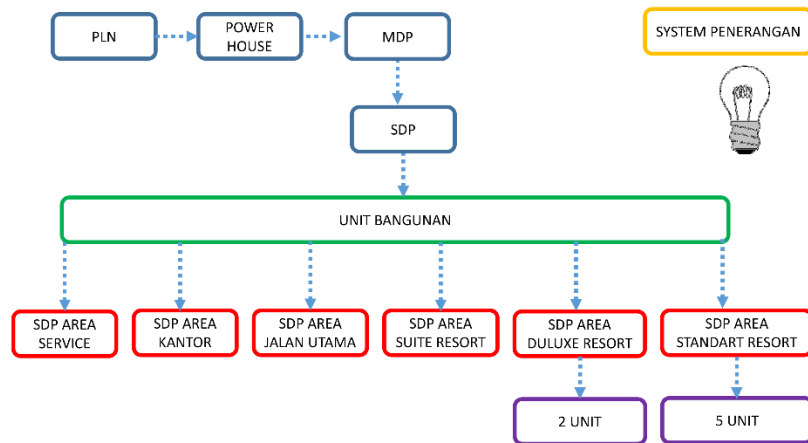 PLN
POWER
HOUSE
MDP
SYSTEM PENERANGAN
SDP
UNIT BANGUNAN
SDP AREA
SERVICE
SDP AREA
KANTOR
SDP AREA
JALAN UTAMA
SDP AREA
SUITE RESORT
SDP AREA
DULUXE RESORT
SDP AREA
STANDART RESORT
2 UNIT
5 UNIT